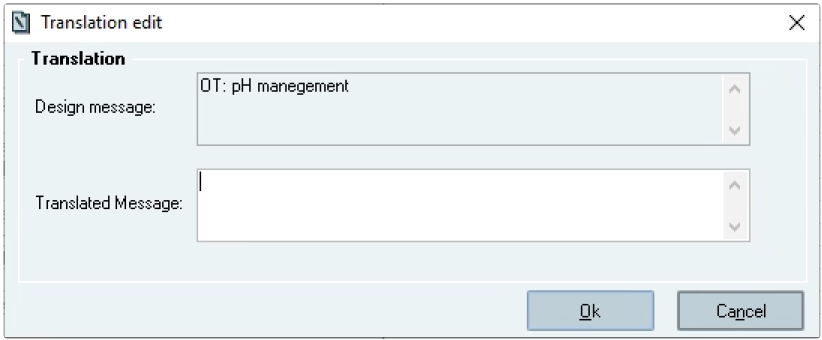 Translation edit
Translation
Design message:
OT: pH manegement
Translated Message:
Ok
Cancel